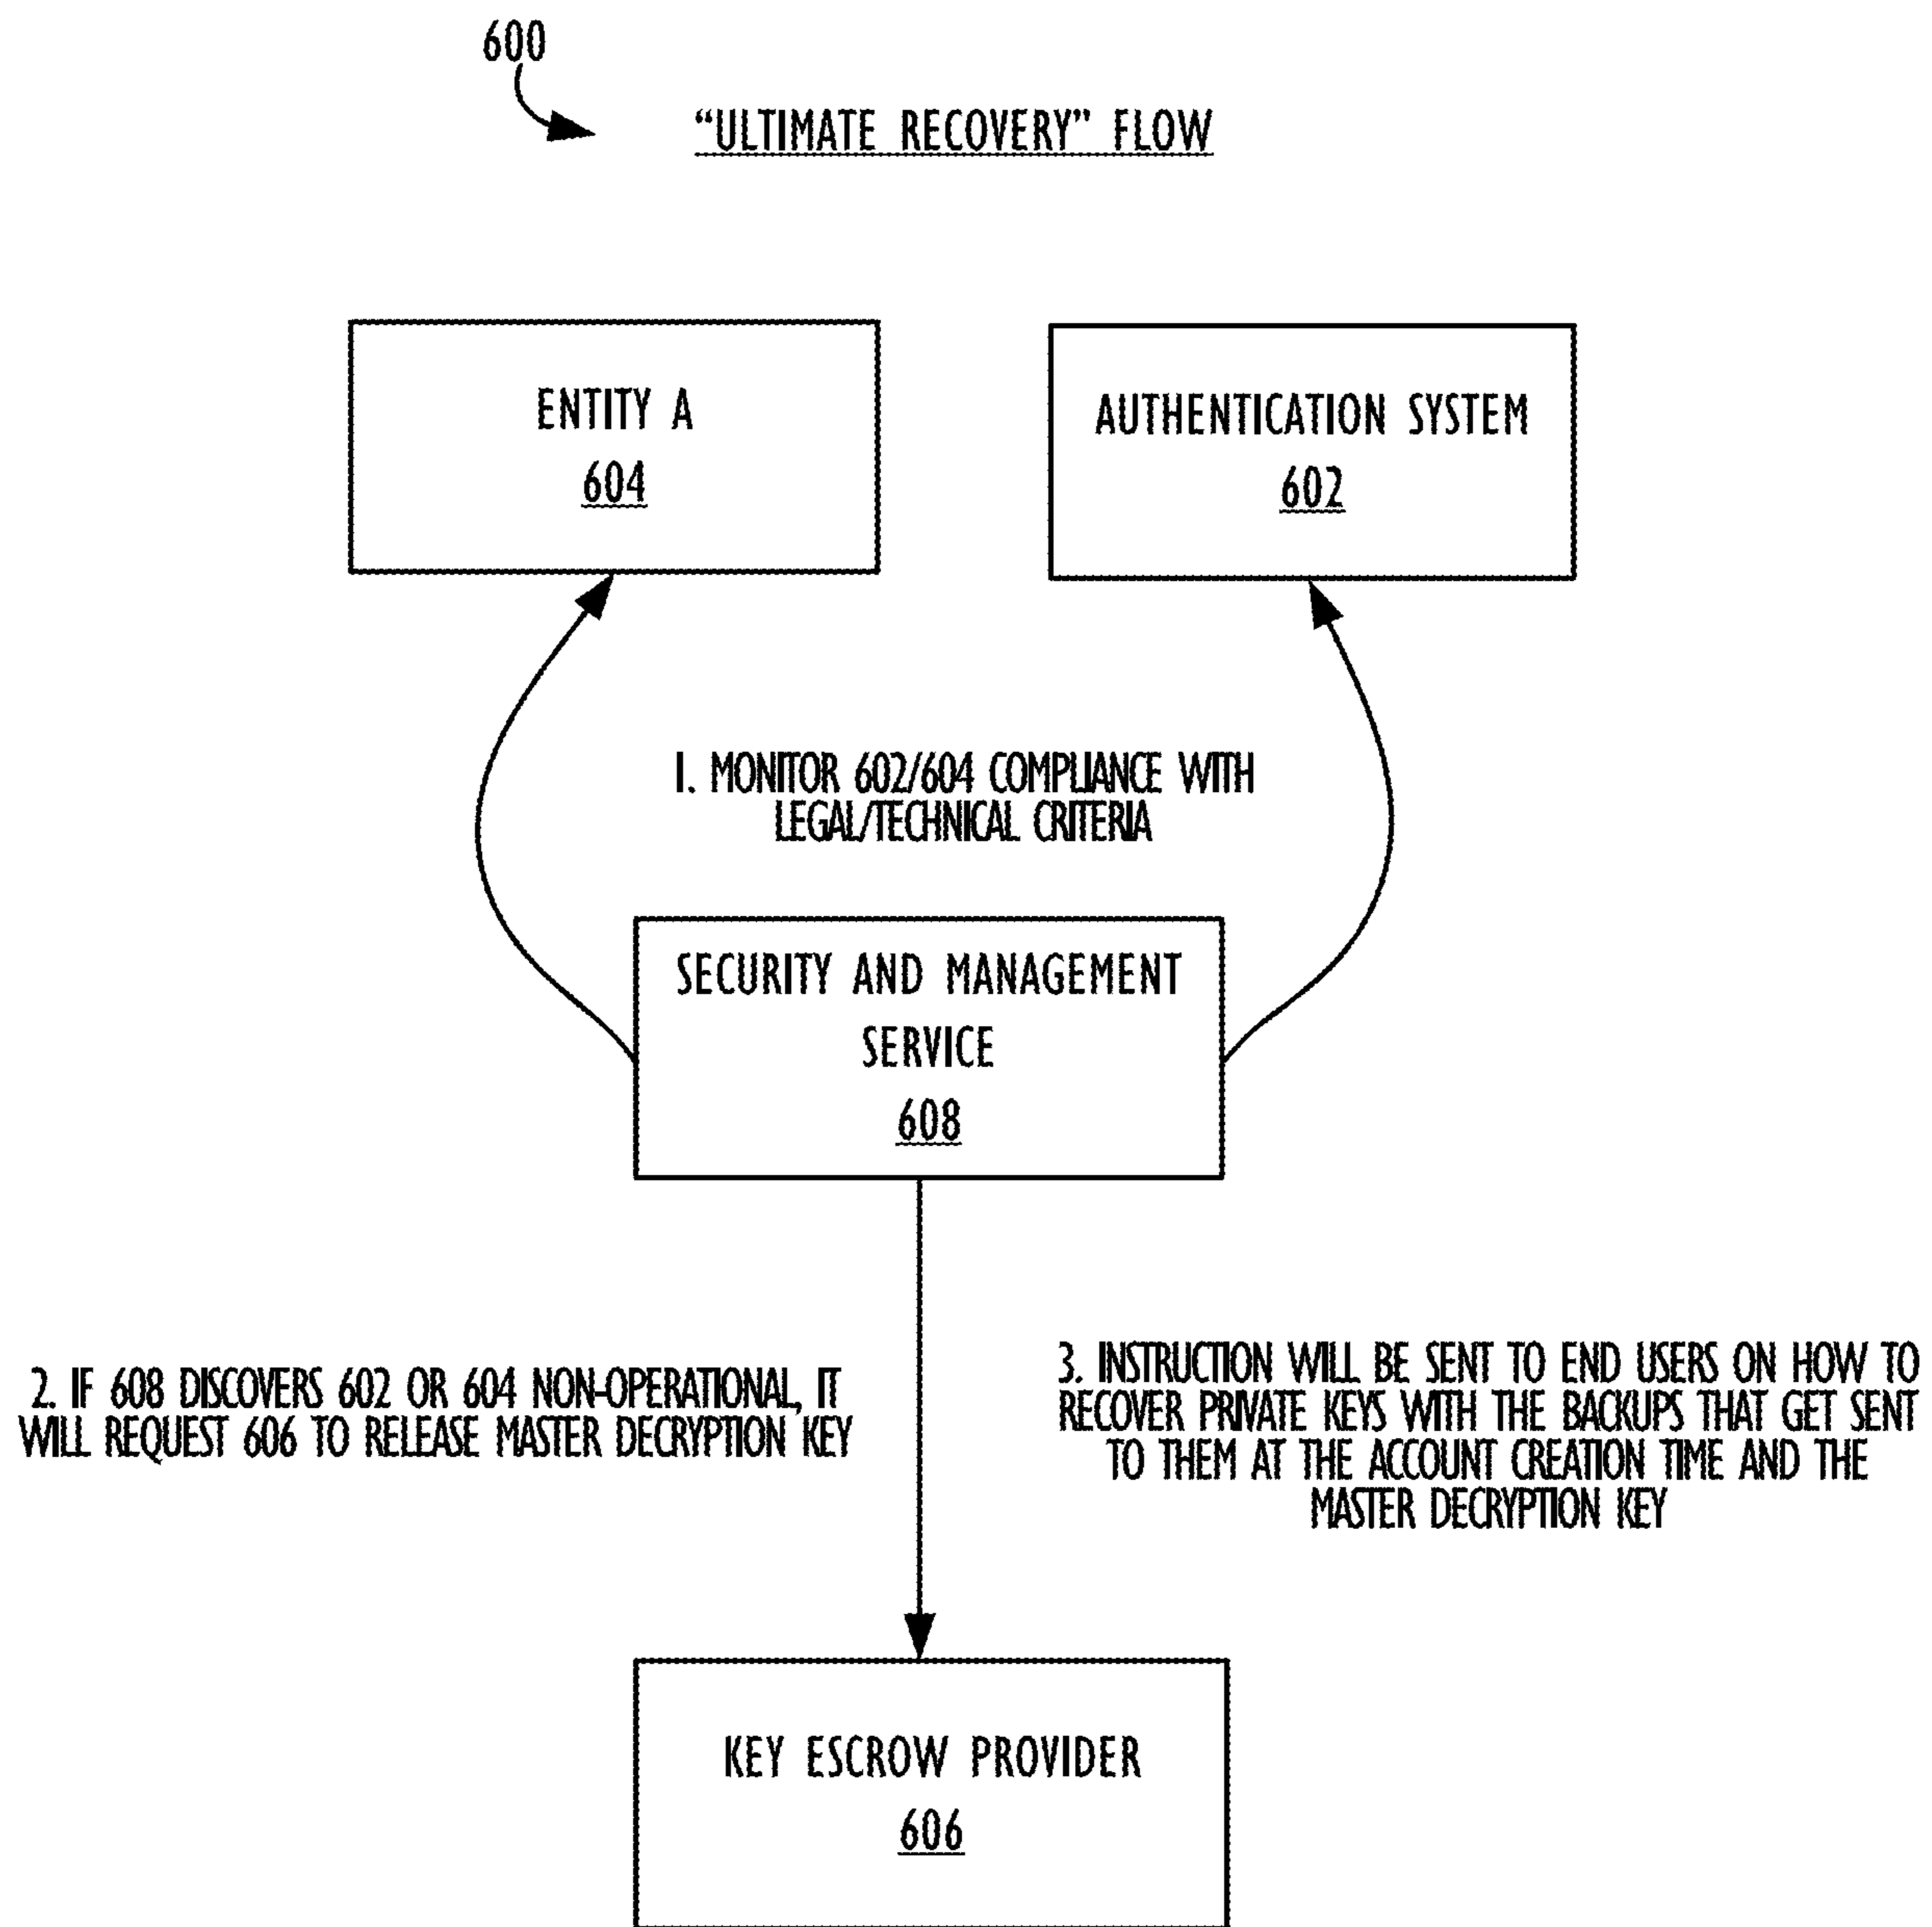 600
“ULTIMATE RECOVERY” FLOW
ENTITY A
604
AUTHENTICATION SYSTEM
602
1. MONITOR 602/604 COMPLIANCE WITH
LEGAL/TECHNICAL CRITERIA
SECURITY AND MANAGEMENT
SERVICE
608
2. IF 608 DISCOVERS 602 OR 604 NON-OPERATIONAL, IT
WILL REQUEST 606 TO RELEASE MASTER DECRYPTION KEY
3. INSTRUCTION WILL BE SENT TO END USERS ON HOW TO
RECOVER PRIVATE KEYS WITH THE BACKUPS THAT GET SENT
TO THEM AT THE ACCOUNT CREATION TIME AND THE
MASTER DECRYPTION KEY
KEY ESCROW PROVIDER
606